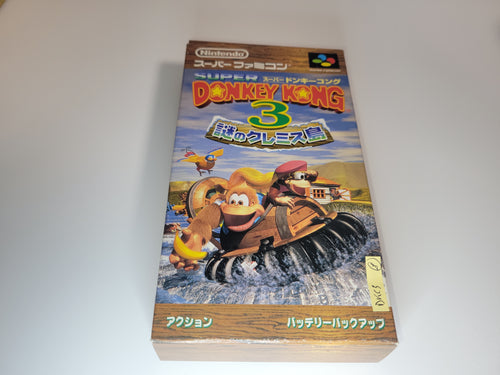 Nintendo
スーパーファミコン
SUPER スーパードンキーコング
DONKEY KONG
3
謎のクレミス島
DKC3
アクション
バッテリーバックアップ